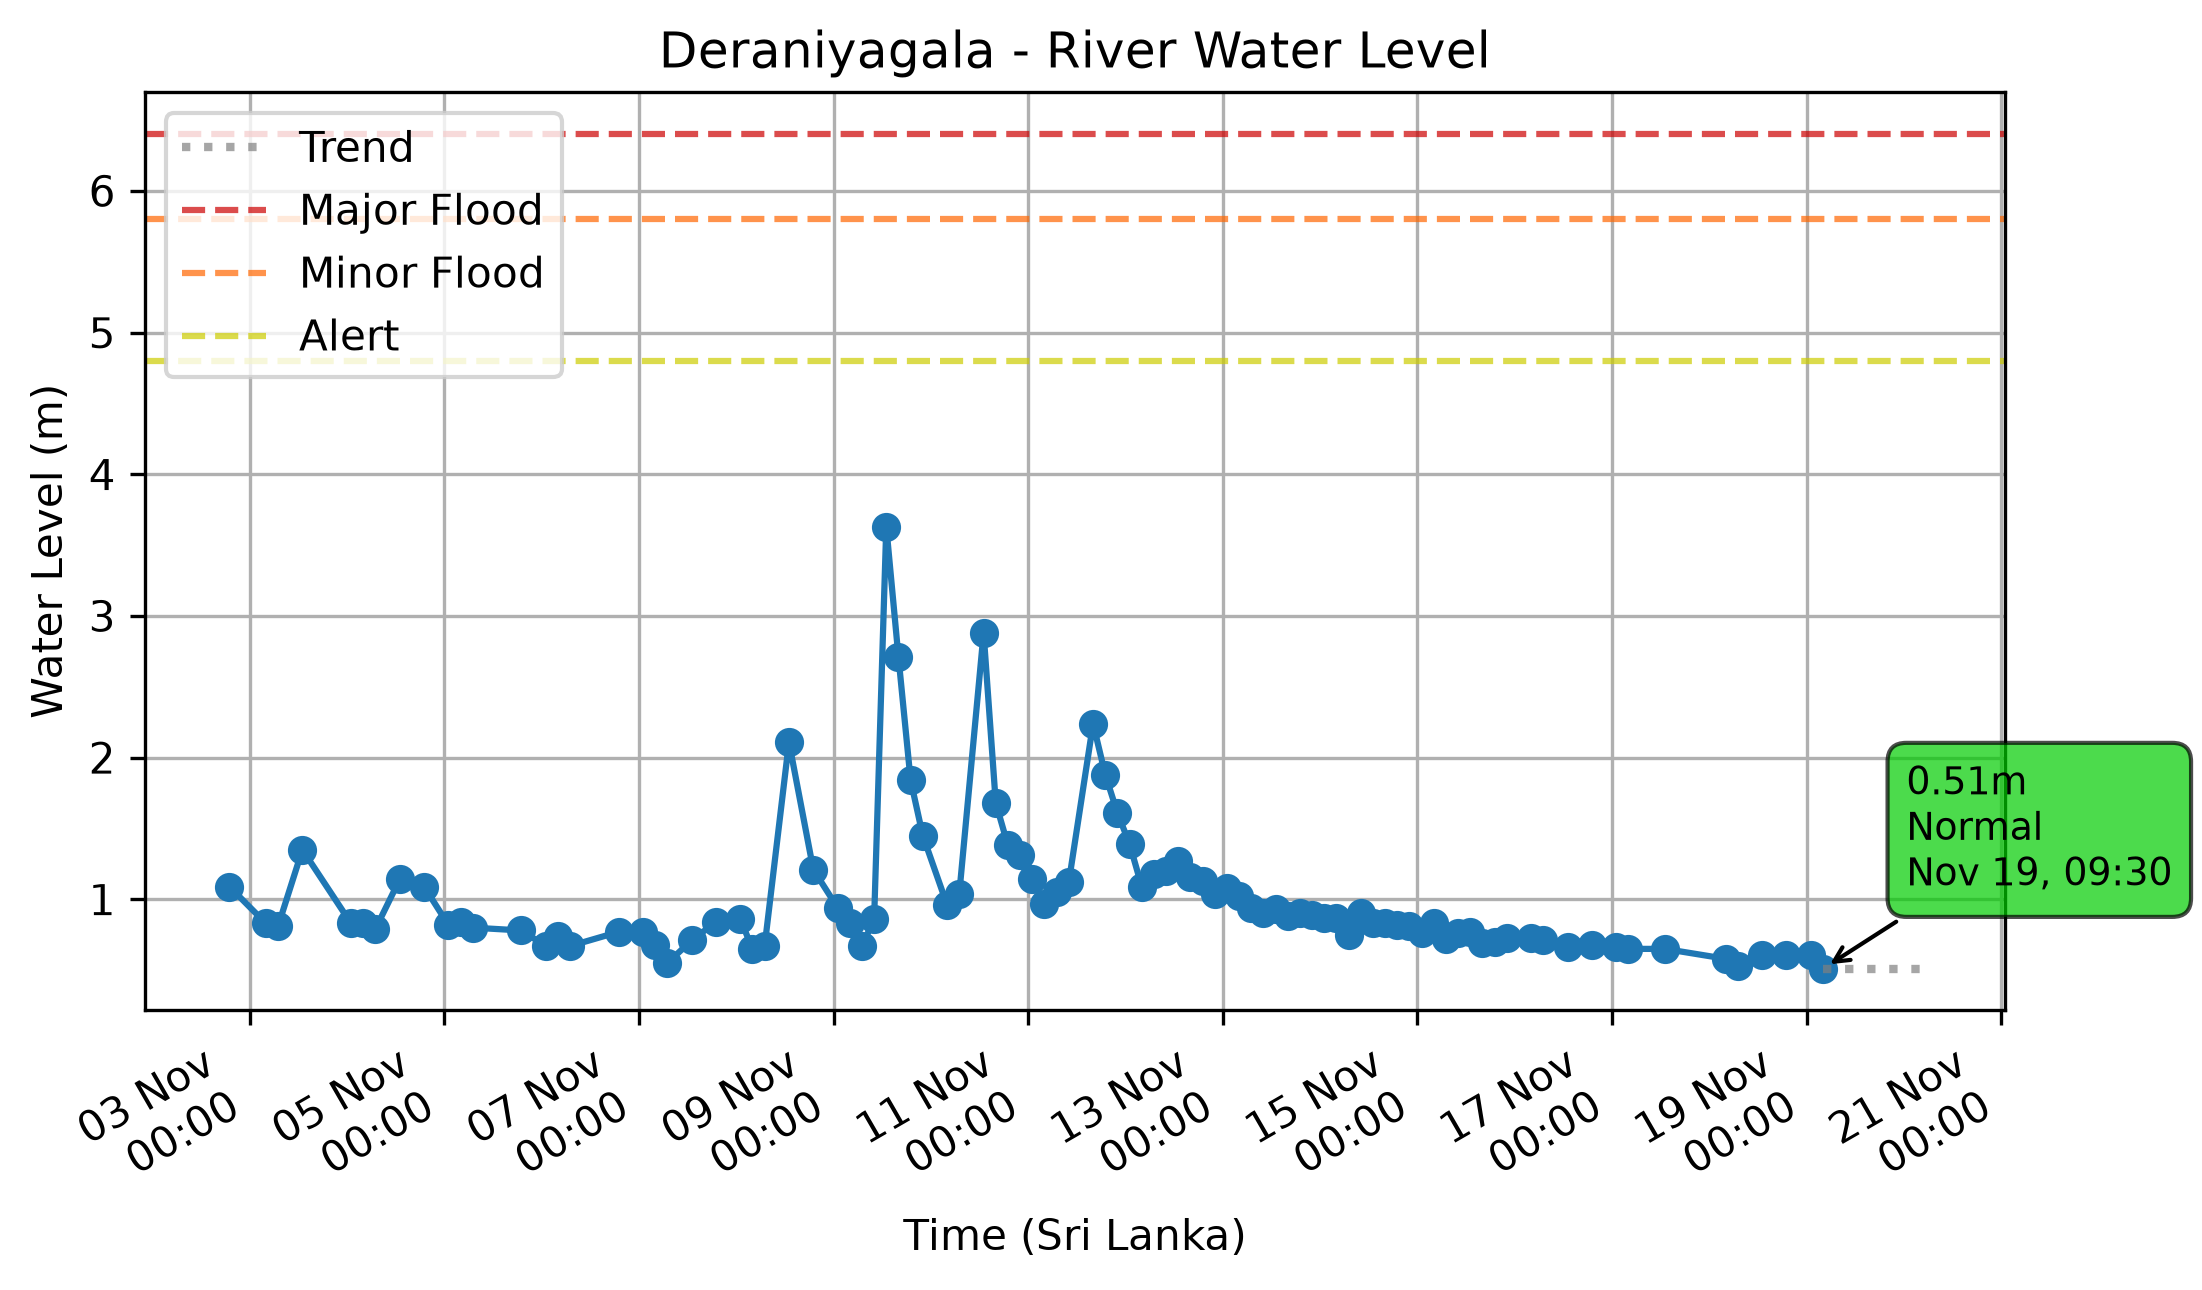 Deraniyagala - River Water Level
Trend
Major Flood
Minor Flood
Alert
6
5
4
3
2
1
Water Level (m)
0.51m
Normal
Nov 19, 09:30
03 Nov
00:00
05 Nov
00:00
07 Nov
00:00
09 Nov
00:00
11 Nov
00:00
13 Nov
00:00
15 Nov
00:00
17 Nov
00:00
19 Nov
00:00
21 Nov
00:00
Time (Sri Lanka)